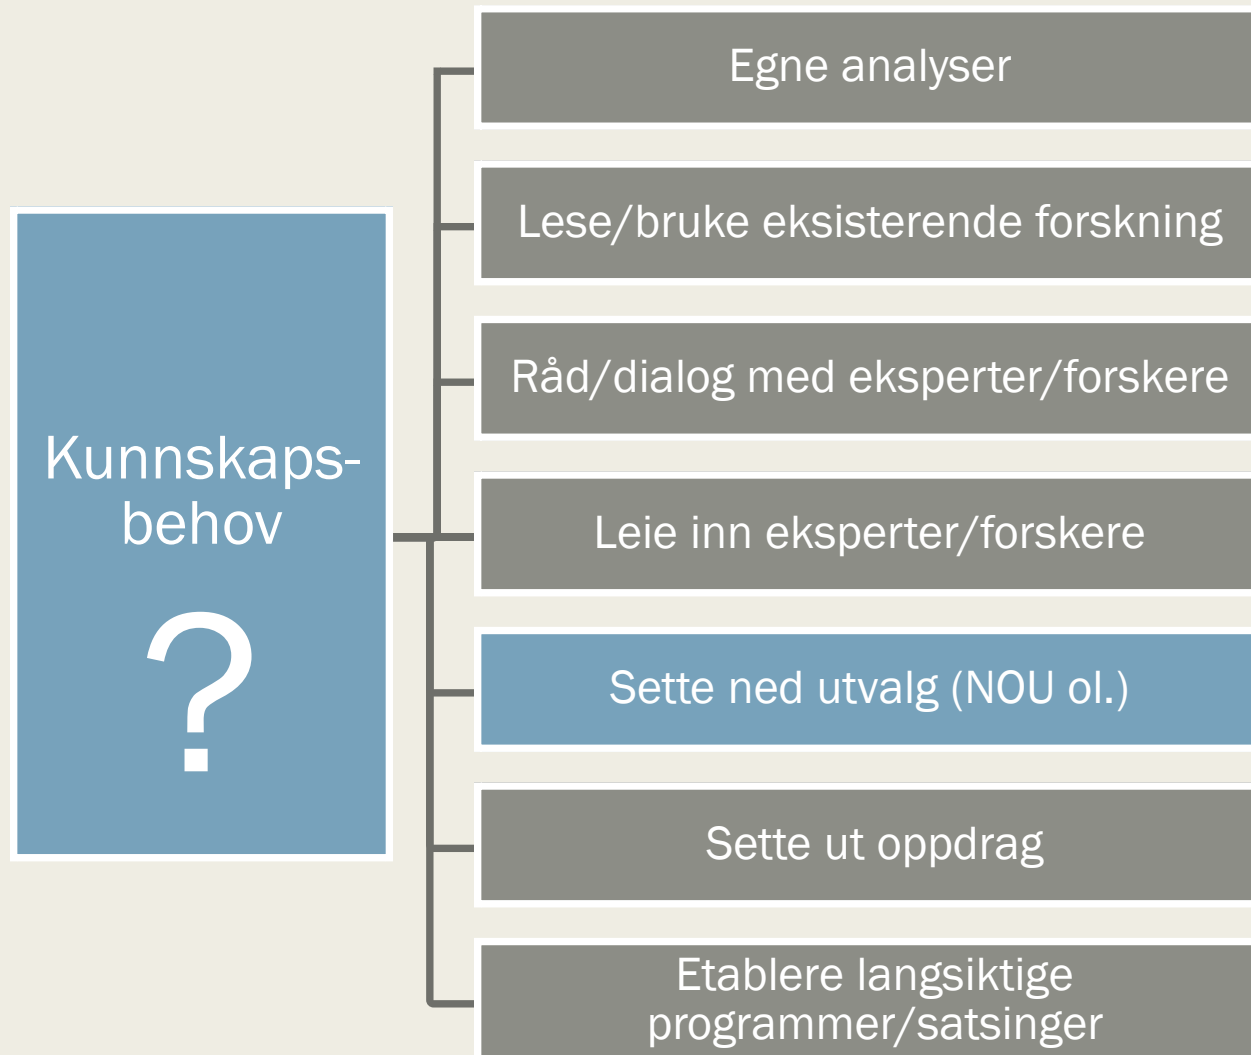 Kunnskaps-
behov
?
Egne analyser
Lese/bruke eksisterende forskning
Råd/dialog med eksperter/forskere
Leie inn eksperter/forskere
Sette ned utvalg (NOU ol.)
Sette ut oppdrag
Etablere langsiktige
programmer/satsinger